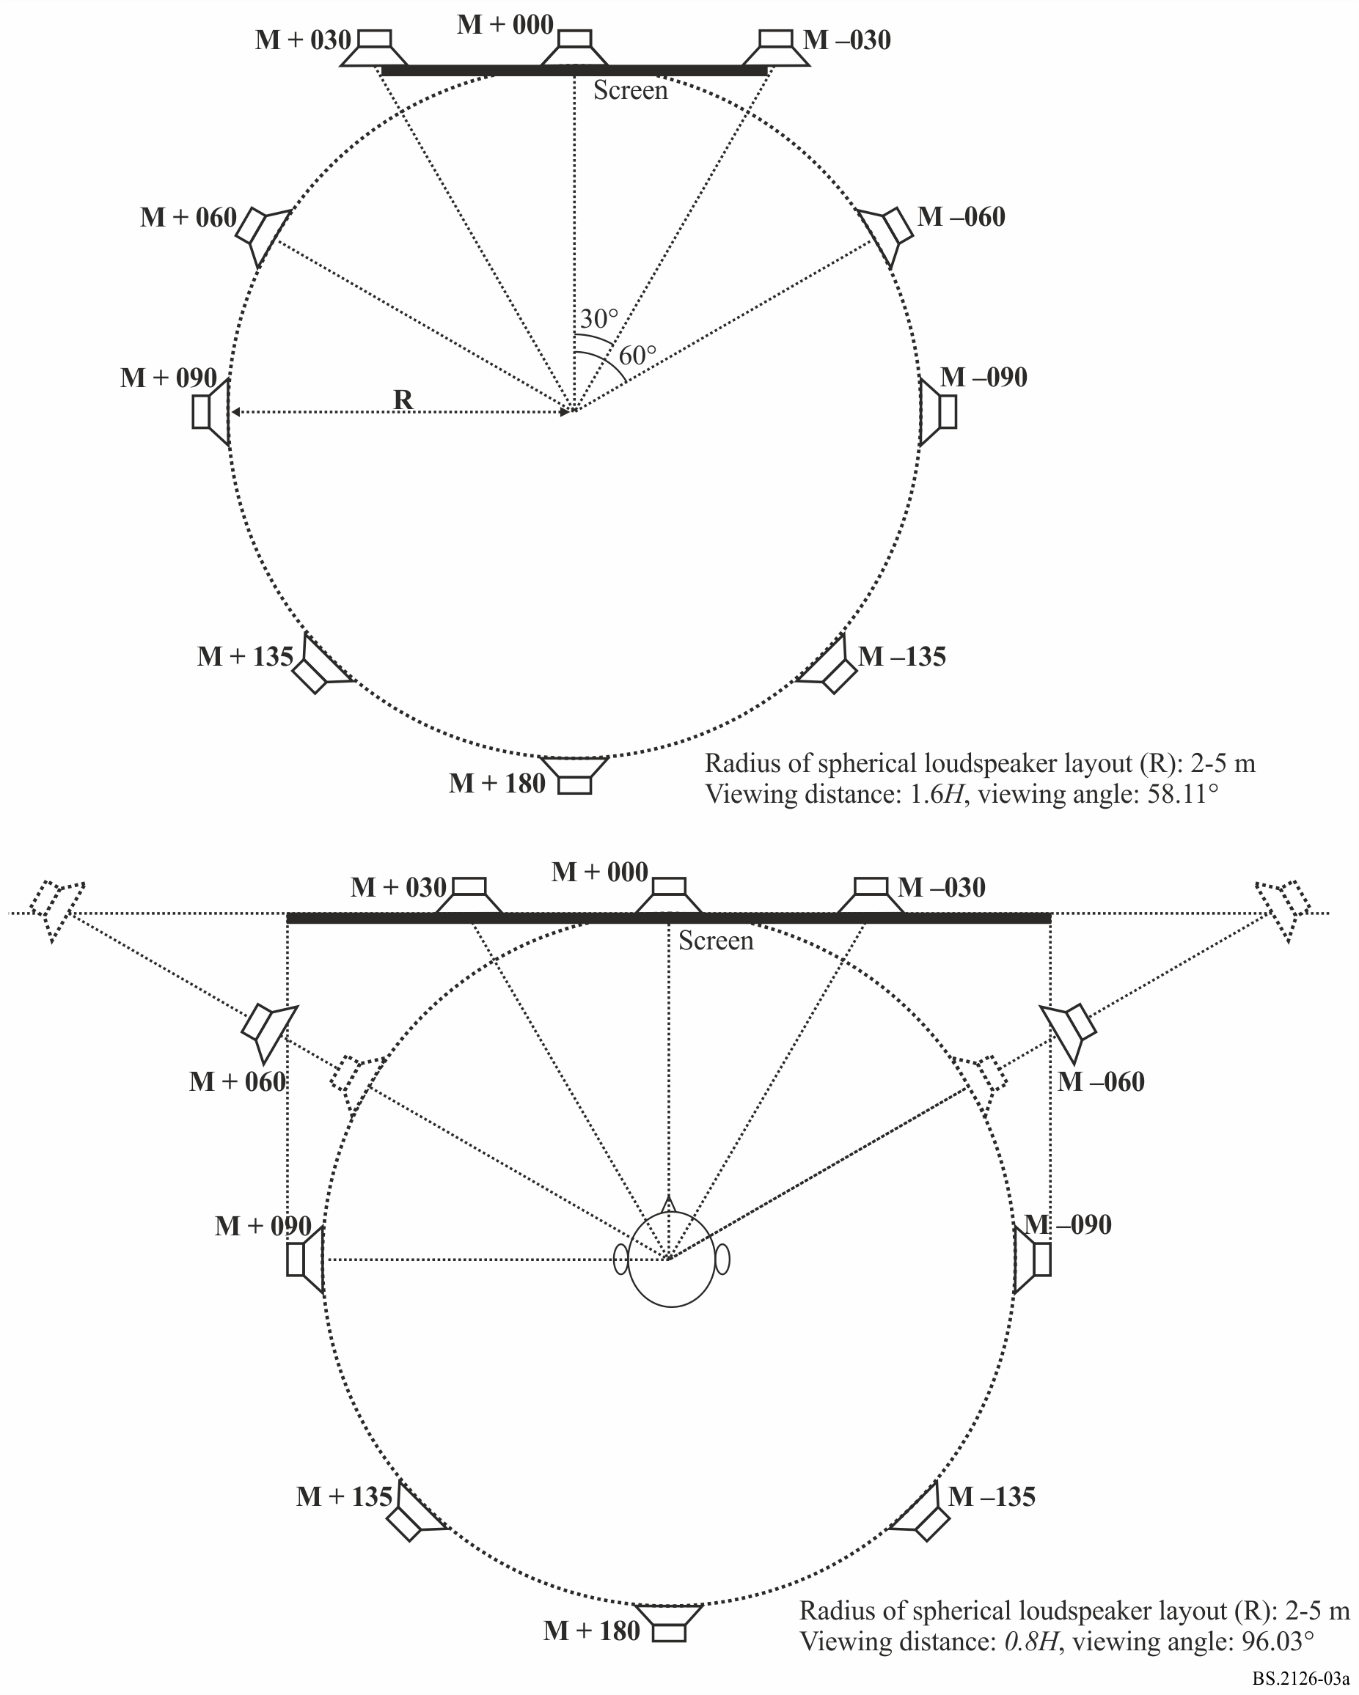 M + 000
M + 030
M –030
Screen
M + 060
M –060
30°
60°
M + 090
R
M –090
M + 135
M –135
M + 180
Radius of spherical loudspeaker layout (R): 2-5 m
Viewing distance: 1.6H, viewing angle: 58.11°
M + 000
M + 030
M –030
Screen
M + 060
M –060
M + 090
M –090
M + 135
M –135
M + 180
Radius of spherical loudspeaker layout (R): 2-5 m
Viewing distance: 0.8H, viewing angle: 96.03°
BS.2126-03a